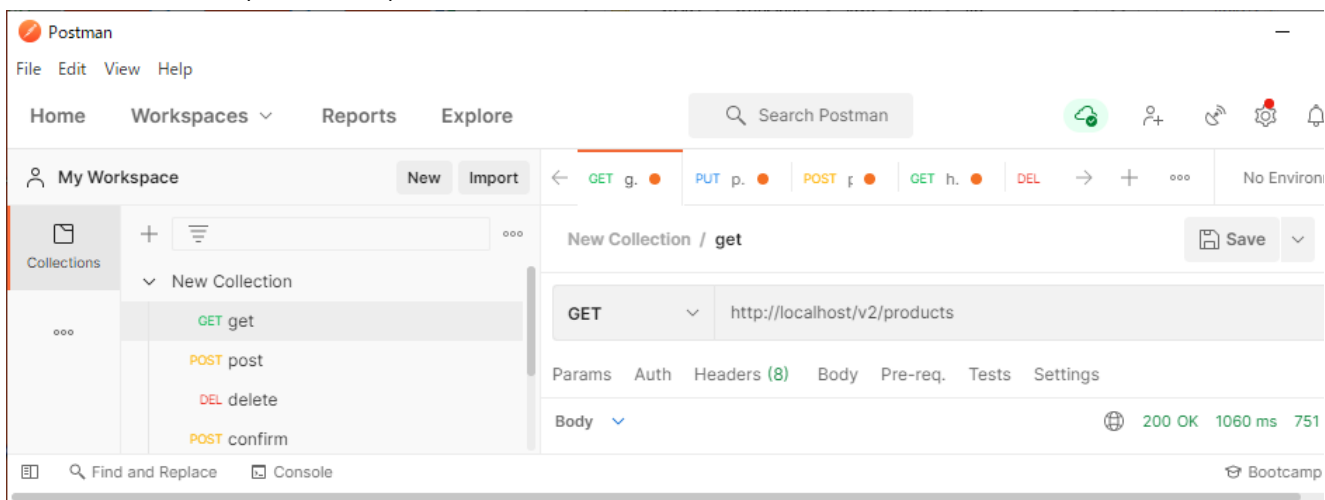 Postman
File Edit View Help
Home Workspaces Reports Explore Search Postman
My Workspace New Import GET g. PUT p. POST GET h. DEL No Environ
New Collection / get Save
Collections
New Collection
GET http://localhost/v2/products
GET get
POST post
Params Auth Headers (8) Body Pre-req. Tests Settings
DEL delete
Body 200 OK 1060 ms 751
POST confirm
Find and Replace Console Bootcamp